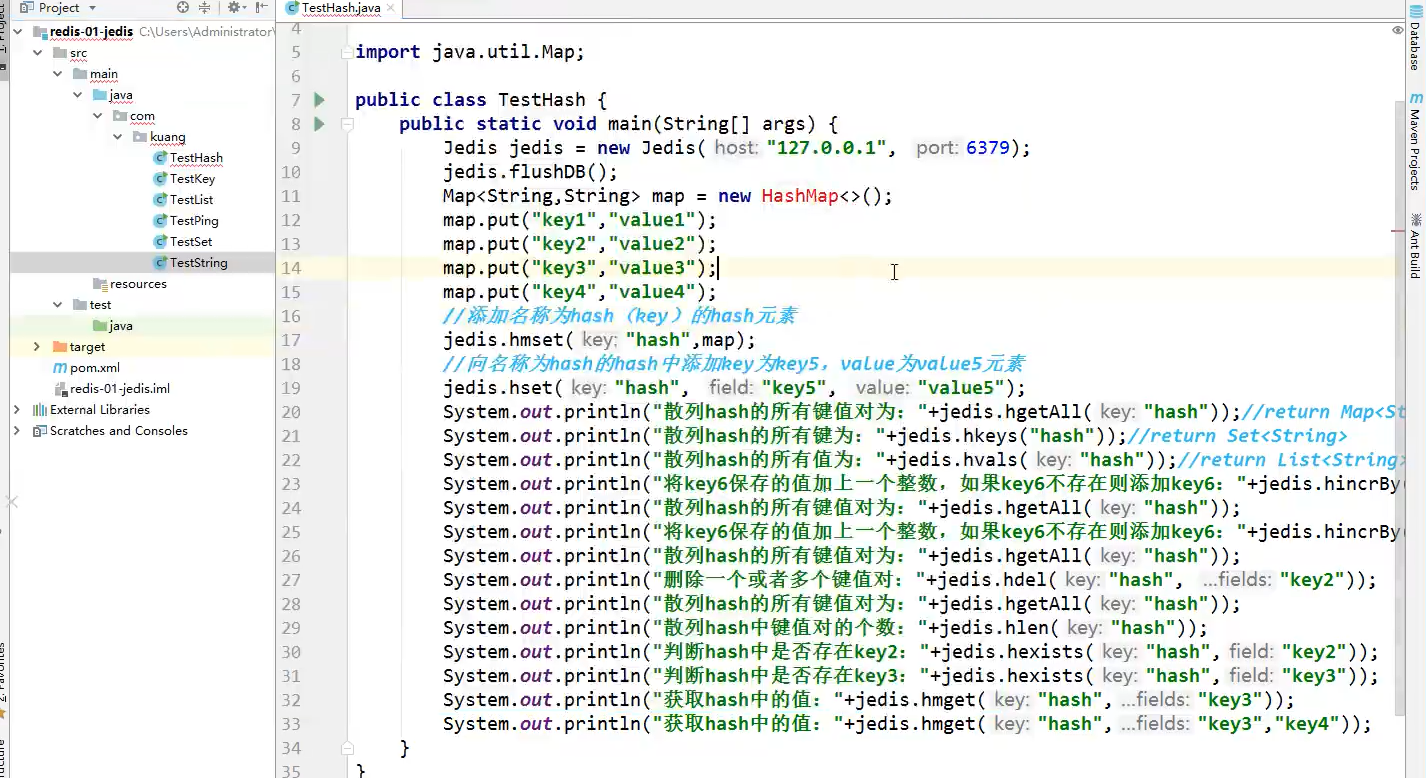 Project
TestHash.java
redis-01-jedis C:\Users\Administrator\
src
main
java
com
kuang
TestHash
TestKey
TestList
TestPing
TestSet
TestString
resources
test
java
target
pom.xml
redis-01-jedis.iml
External Libraries
Scratches and Consoles
4
5 import java.util.Map;
6
7 public class TestHash {
8 public static void main(String[] args) {
9 Jedis jedis = new Jedis( host: "127.0.0.1", port: 6379);
10 jedis.flushDB();
11 Map<String,String> map = new HashMap<>();
12 map.put("key1","value1");
13 map.put("key2","value2");
14 map.put("key3","value3");
15 map.put("key4","value4");
16 //添加名称为hash（key）的hash元素
17 jedis.hmset( key: "hash",map);
18 //向名称为hash的hash中添加key为key5，value为value5元素
19 jedis.hset( key: "hash", field: "key5", value: "value5");
20 System.out.println("散列hash的所有键值对为："+jedis.hgetAll( key: "hash"));//return Map<St
21 System.out.println("散列hash的所有键为："+jedis.hkeys("hash"));//return Set<String>
22 System.out.println("散列hash的所有值为："+jedis.hvals( key: "hash"));//return List<String>
23 System.out.println("将key6保存的值加上一个整数，如果key6不存在则添加key6："+jedis.hincrBy(
24 System.out.println("散列hash的所有键值对为："+jedis.hgetAll( key: "hash"));
25 System.out.println("将key6保存的值加上一个整数，如果key6不存在则添加key6："+jedis.hincrBy(
26 System.out.println("散列hash的所有键值对为："+jedis.hgetAll( key: "hash"));
27 System.out.println("删除一个或者多个键值对："+jedis.hdel( key: "hash", ...fields: "key2"));
28 System.out.println("散列hash的所有键值对为："+jedis.hgetAll( key: "hash"));
29 System.out.println("散列hash中键值对的个数："+jedis.hlen( key: "hash"));
30 System.out.println("判断hash中是否存在key2："+jedis.hexists( key: "hash", field: "key2"));
31 System.out.println("判断hash中是否存在key3："+jedis.hexists( key: "hash", field: "key3"));
32 System.out.println("获取hash中的值："+jedis.hmget( key: "hash", ...fields: "key3"));
33 System.out.println("获取hash中的值："+jedis.hmget( key: "hash", ...fields: "key3","key4"));
34 }
35 }
Database
Maven Projects
Ant Build